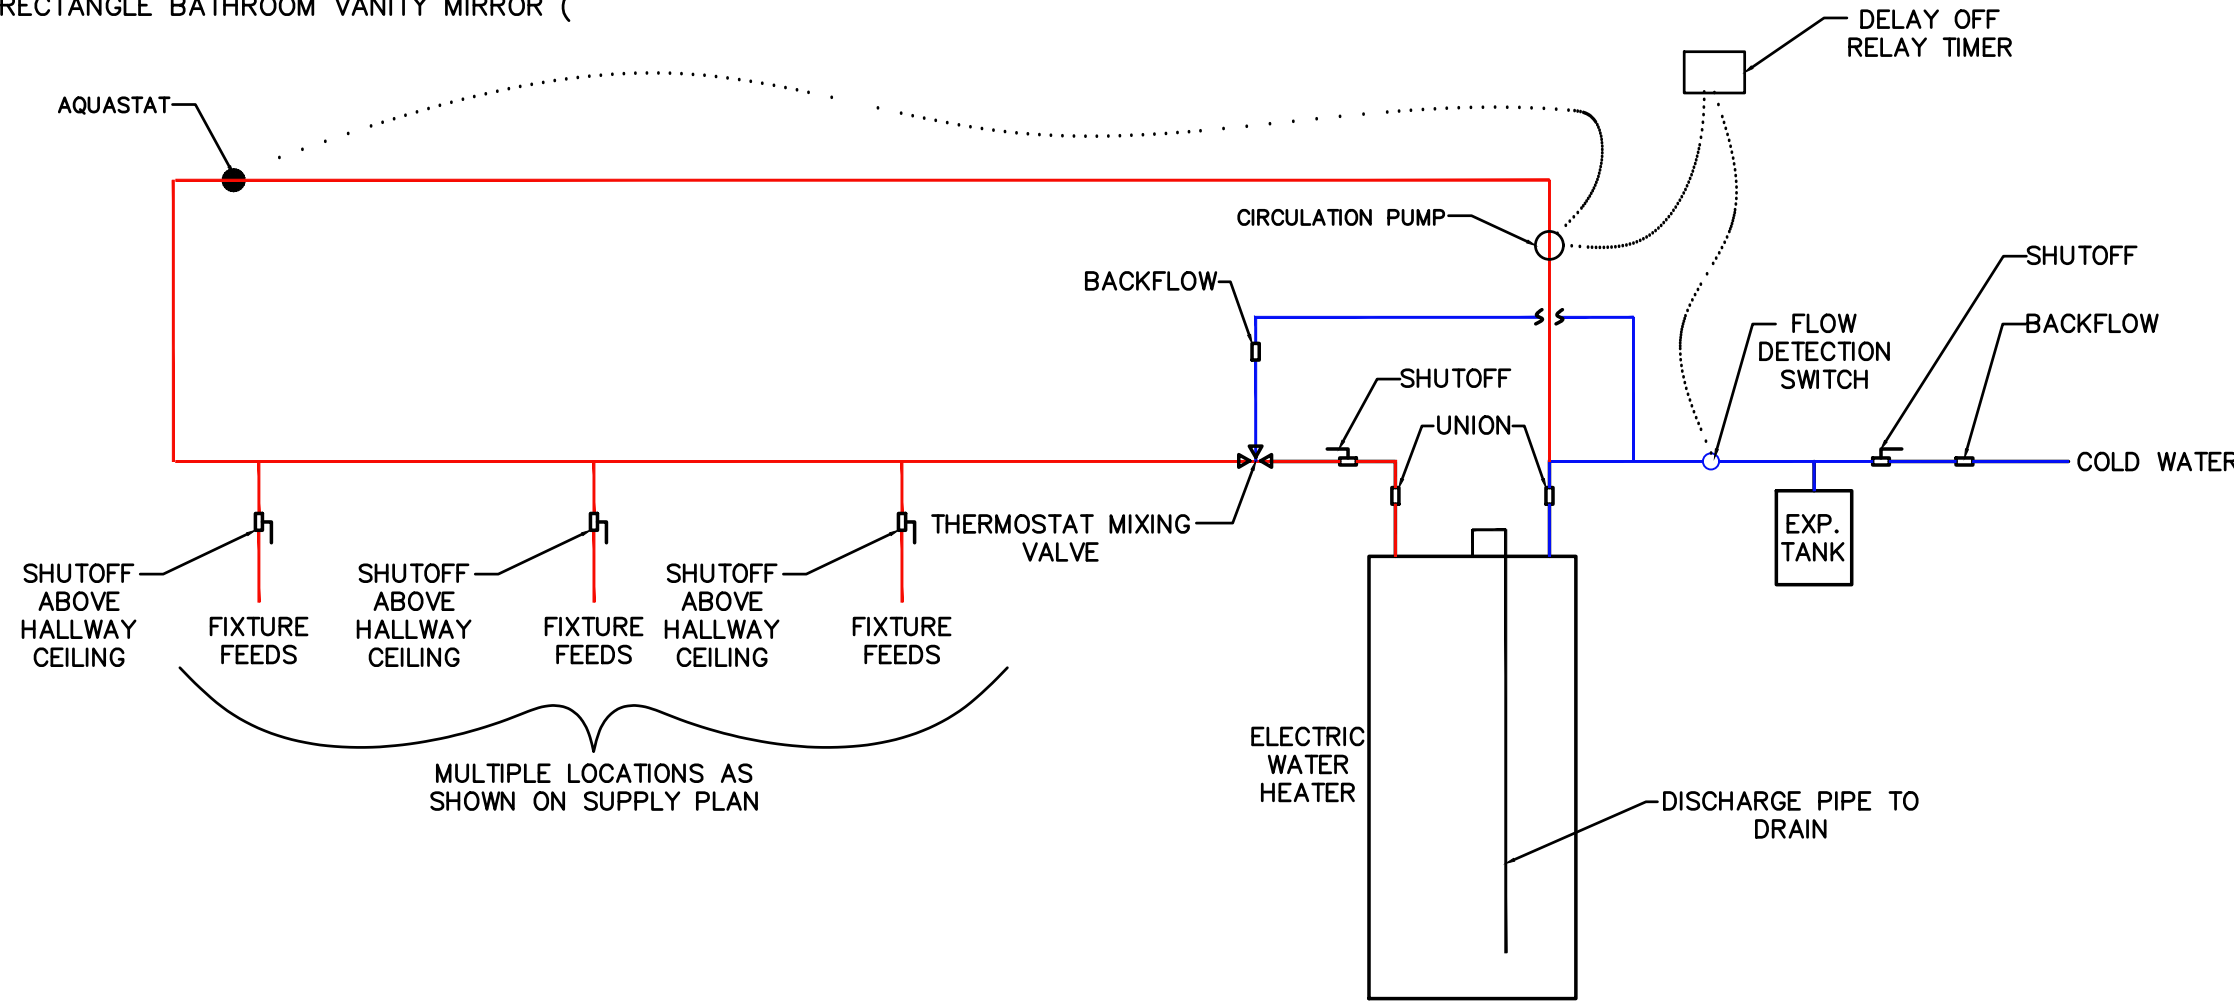 RECTANGLE BATHROOM VANITY MIRROR (
DELAY OFF
RELAY TIMER
AQUASTAT
CIRCULATION PUMP
BACKFLOW
SHUTOFF
FLOW
DETECTION
SWITCH
BACKFLOW
SHUTOFF
UNION
COLD WATER
THERMOSTAT MIXING
VALVE
EXP.
TANK
SHUTOFF
ABOVE
HALLWAY
CEILING
FIXTURE
FEEDS
SHUTOFF
ABOVE
HALLWAY
CEILING
FIXTURE
FEEDS
SHUTOFF
ABOVE
HALLWAY
CEILING
FIXTURE
FEEDS
MULTIPLE LOCATIONS AS
SHOWN ON SUPPLY PLAN
ELECTRIC
WATER
HEATER
DISCHARGE PIPE TO
DRAIN